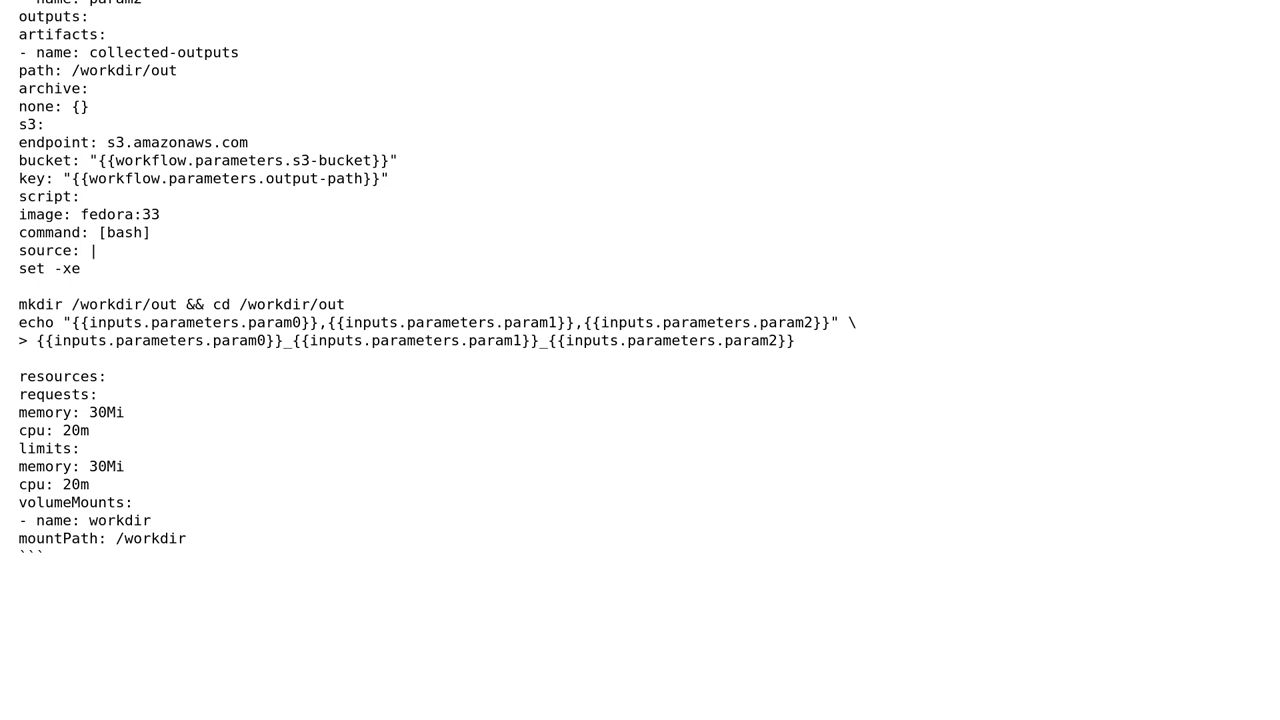 name: param2
outputs:
artifacts:
- name: collected-outputs
path: /workdir/out
archive:
none: {}
s3:
endpoint: s3.amazonaws.com
bucket: "{{workflow.parameters.s3-bucket}}"
key: "{{workflow.parameters.output-path}}"
script:
image: fedora:33
command: [bash]
source: |
set -xe
mkdir /workdir/out && cd /workdir/out
echo "{{inputs.parameters.param0}},{{inputs.parameters.param1}},{{inputs.parameters.param2}}" \
> {{inputs.parameters.param0}}_{{inputs.parameters.param1}}_{{inputs.parameters.param2}}
resources:
requests:
memory: 30Mi
cpu: 20m
limits:
memory: 30Mi
cpu: 20m
volumeMounts:
- name: workdir
mountPath: /workdir
```